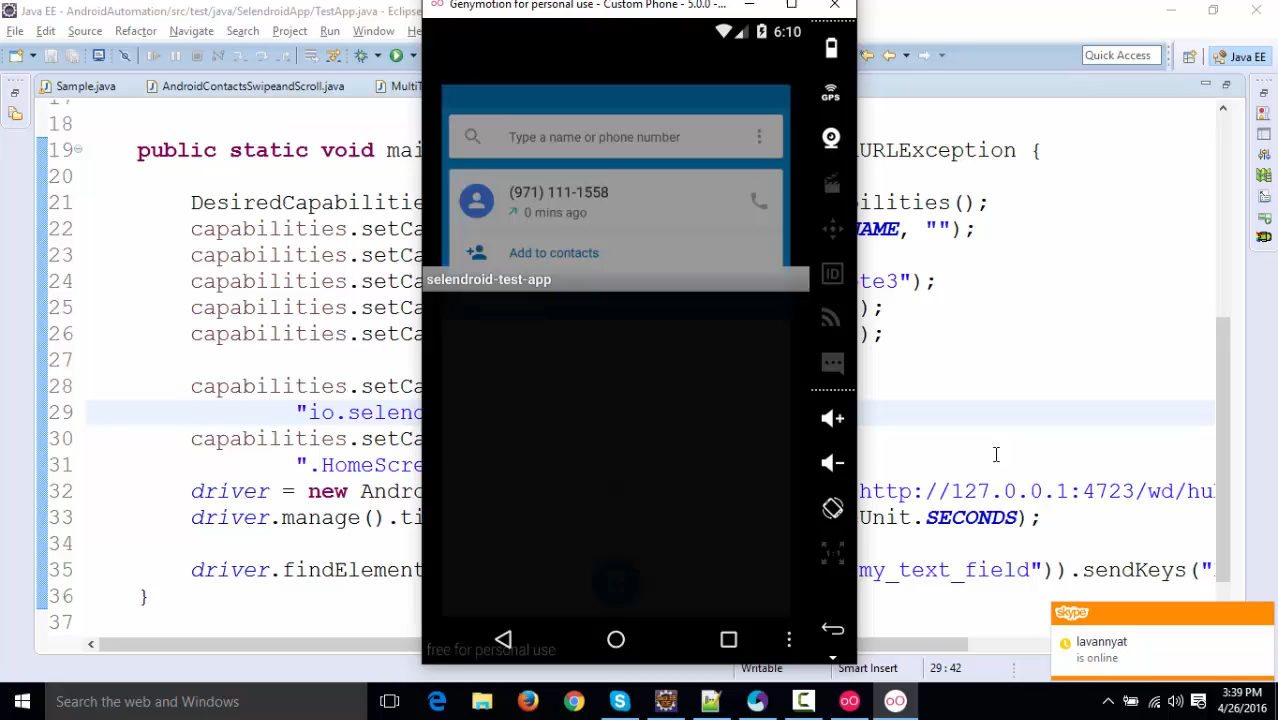 Java EE - AndroidAutomation/src/test/java/SelendroidApp/TestApp.java - Eclipse
Genymotion for personal use - Custom Phone - 5.0.0 -...
File Edit Source Refactor Navigate Search Project Run Window
Quick Access
Java EE
Sample.java
AndroidContactsSwipeandScroll.java
MultiT
6:10
GPS
Type a name or phone number
(971) 111-1558
0 mins ago
Add to contacts
selendroid-test-app
ID
1:1
free for personal use
18
19 public static void mai
URLException {
20
21 DesiredCapabilitie
ilities();
22 capabilities.setCa
AME, "");
23 capabilities.setCa
24 capabilities.setCa
te3");
25 capabilities.setCa
);
26 capabilities.setCa
);
27
28 capabilities.setCa
29 "io.selend
30 capabilities.setCa
31 ".HomeScre
32 driver = new Andro
http://127.0.0.1:4723/wd/hu
33 driver.manage().ti
Unit.SECONDS);
34
35 driver.findElement
my_text_field")).sendKeys("
36 }
37
Writable
Smart Insert
29 : 42
skype
lavannyat
is online
Search the web and Windows
3:39 PM
4/26/2016